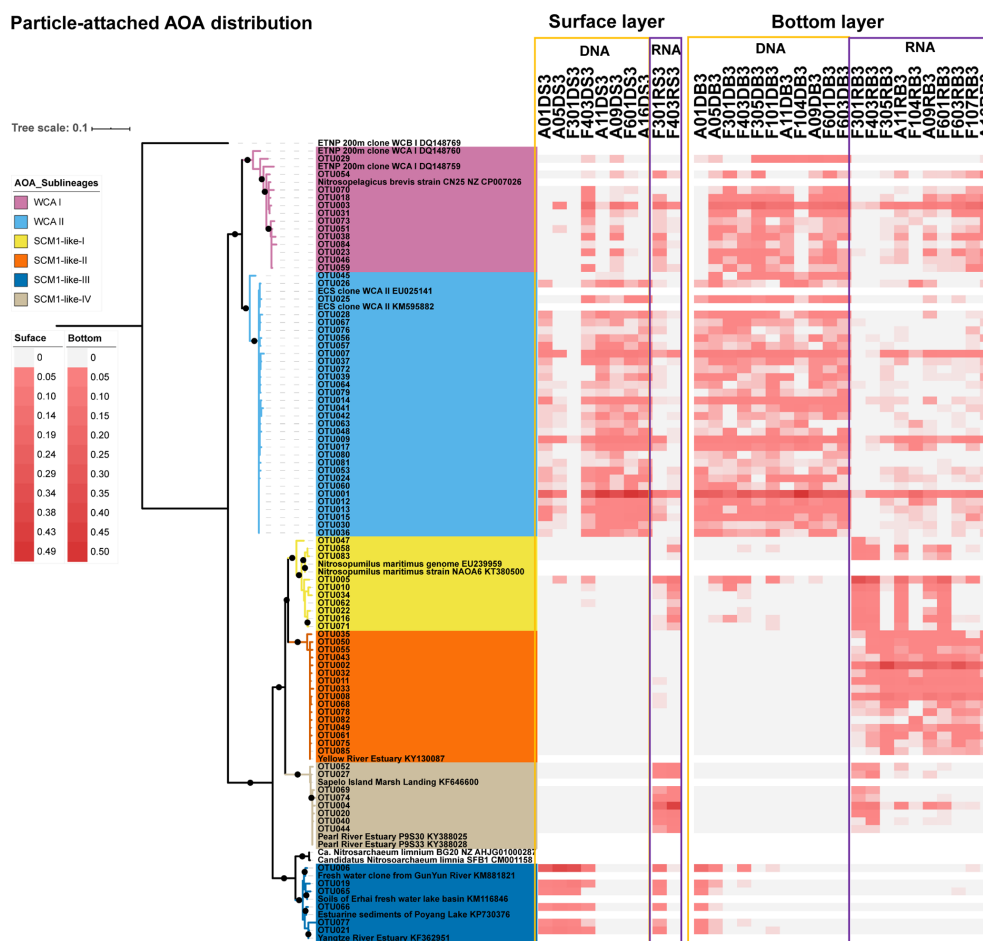 Particle-attached AOA distribution
Surface layer
Bottom layer
DNA
RNA
DNA
RNA
A01DS3
A05DS3
F301DS3
F403DS3
A11DS3
A09DS3
F601DS3
A16DS3
F301RS3
F403RS3
A01DB3
A05DB3
F301DB3
F403DB3
F305DB3
F101DB3
A11DB3
F104DB3
A09DB3
F601DB3
F603DB3
F301RB3
F403RB3
F305RB3
A11RB3
F104RB3
A09RB3
F601RB3
F603RB3
F107RB3
Tree scale: 0.1
AOA_Sublineages
WCA I
WCA II
SCM1-like-I
SCM1-like-II
SCM1-like-III
SCM1-like-IV
Suface
Bottom
0
0
0.05
0.05
0.10
0.10
0.14
0.15
0.19
0.20
0.24
0.25
0.29
0.30
0.34
0.35
0.38
0.40
0.43
0.45
0.49
0.50
ETNP 200m clone WCB I DQ148769
ETNP 200m clone WCA I DQ148760
OTU029
ETNP 200m clone WCA I DQ148759
OTU054
Nitrosopelagicus brevis strain CN25 NZ CP007026
OTU070
OTU018
OTU003
OTU031
OTU073
OTU051
OTU038
OTU084
OTU023
OTU046
OTU059
OTU045
OTU026
ECS clone WCA II EU025141
OTU025
ECS clone WCA II KM595882
OTU028
OTU067
OTU076
OTU056
OTU057
OTU007
OTU037
OTU072
OTU039
OTU064
OTU079
OTU014
OTU041
OTU042
OTU063
OTU048
OTU009
OTU017
OTU080
OTU081
OTU053
OTU024
OTU060
OTU001
OTU012
OTU013
OTU015
OTU030
OTU036
OTU047
OTU058
OTU083
Nitrosopumilus maritimus genome EU239959
Nitrosopumilus maritimus strain NAOA6 KT380500
OTU005
OTU010
OTU034
OTU062
OTU022
OTU016
OTU071
OTU035
OTU050
OTU055
OTU043
OTU002
OTU032
OTU011
OTU033
OTU008
OTU068
OTU078
OTU082
OTU049
OTU061
OTU075
OTU085
Yellow River Estuary KY130087
OTU052
OTU027
Sapelo Island Marsh Landing KF646600
OTU069
OTU074
OTU004
OTU020
OTU040
OTU044
Pearl River Estuary P9S30 KY388025
Pearl River Estuary P9S33 KY388028
Ca. Nitrosarchaeum limnium BG20 NZ AHJG01000287
Candidatus Nitrosoarchaeum limnia SFB1 CM001158
OTU006
Fresh water clone from GunYun River KM881821
OTU019
OTU065
Soils of Erhai fresh water lake basin KM116846
OTU066
Estuarine sediments of Poyang Lake KP730376
OTU077
OTU021
Yangtze River Estuary KF362951